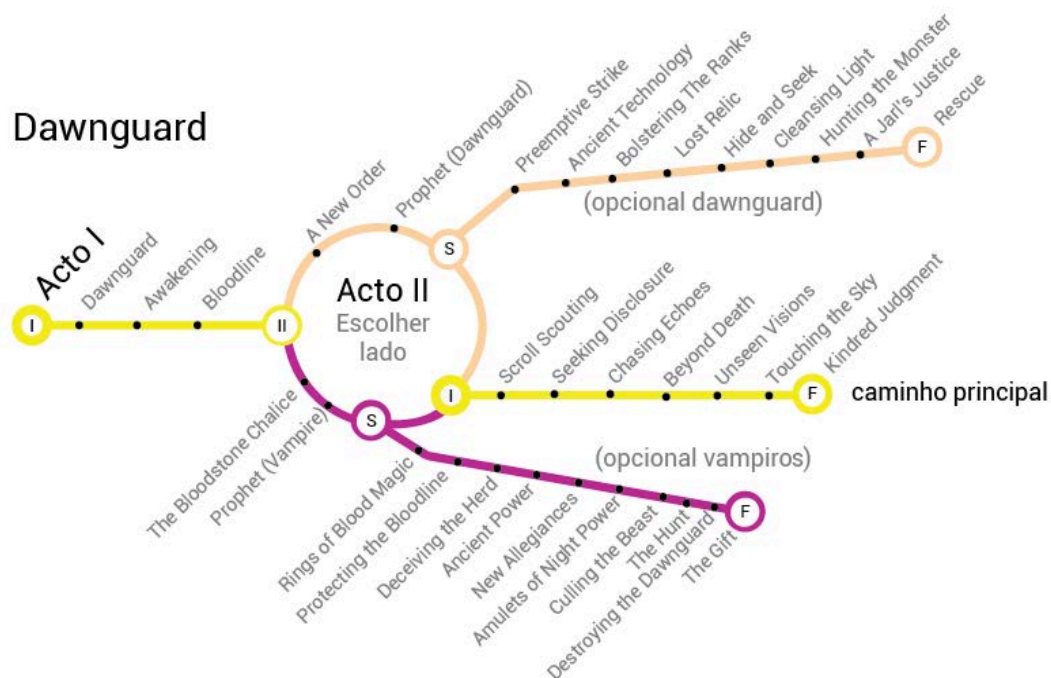 Dawnguard
Acto I
I
Dawnguard
Awakening
Bloodline
II
Acto II
Escolher
lado
A New Order
Prophet (Dawnguard)
S
Preemptive Strike
Ancient Technology
Bolstering The Ranks
Lost Relic
Hide and Seek
Cleansing Light
Hunting the Monster
A Jarl's Justice
F
Rescue
(opcional dawnguard)
I
Scroll Scouting
Seeking Disclosure
Chasing Echoes
Beyond Death
Unseen Visions
Touching the Sky
F
Kindred Judgment
caminho principal
The Bloodstone Chalice
Prophet (Vampire)
S
(opcional vampiros)
Rings of Blood Magic
Protecting the Bloodline
Deceiving the Herd
Ancient Power
New Allegiances
Amulets of Night Power
Culling the Beast
The Hunt
Destroying the Dawnguard
F
The Gift